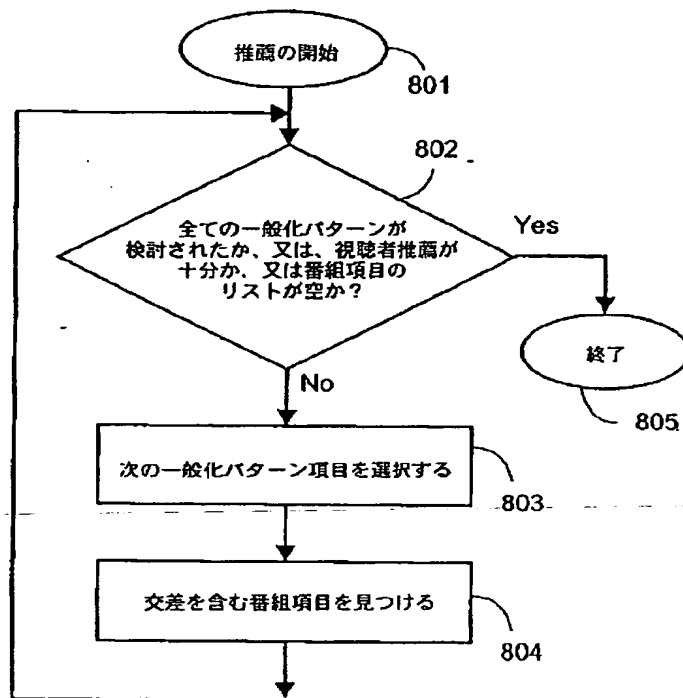 推薦の開始
801
802
全ての一般化パターンが
検討されたか、又は、視聴者推薦が
十分か、又は番組項目の
リストが空か？
Yes
終了
805
No
次の一般化パターン項目を選択する
803
交差を含む番組項目を見つける
804